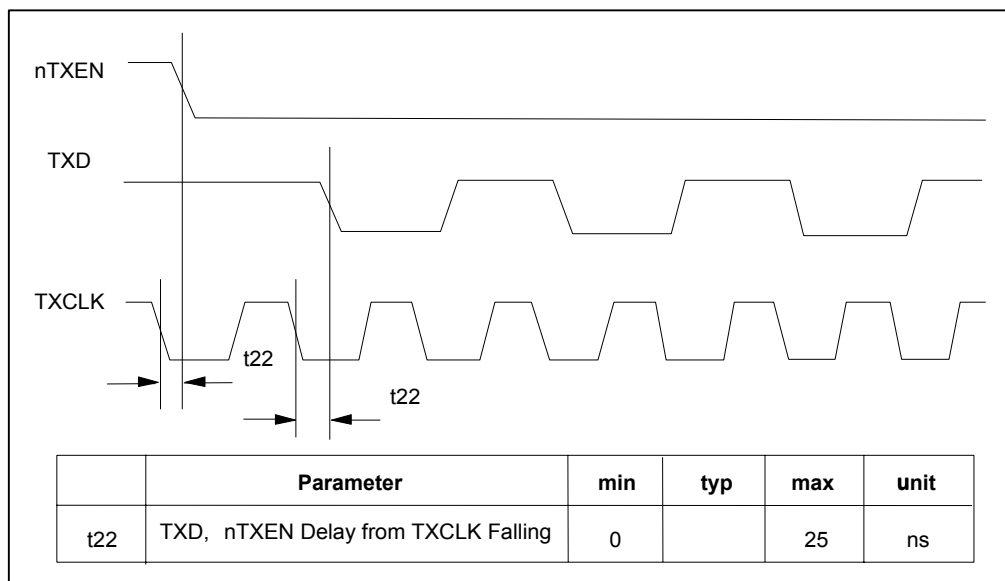 nTXEN
TXD
TXCLK
t22
t22
Parameter min typ max unit
t22 TXD, nTXEN Delay from TXCLK Falling 0 25 ns